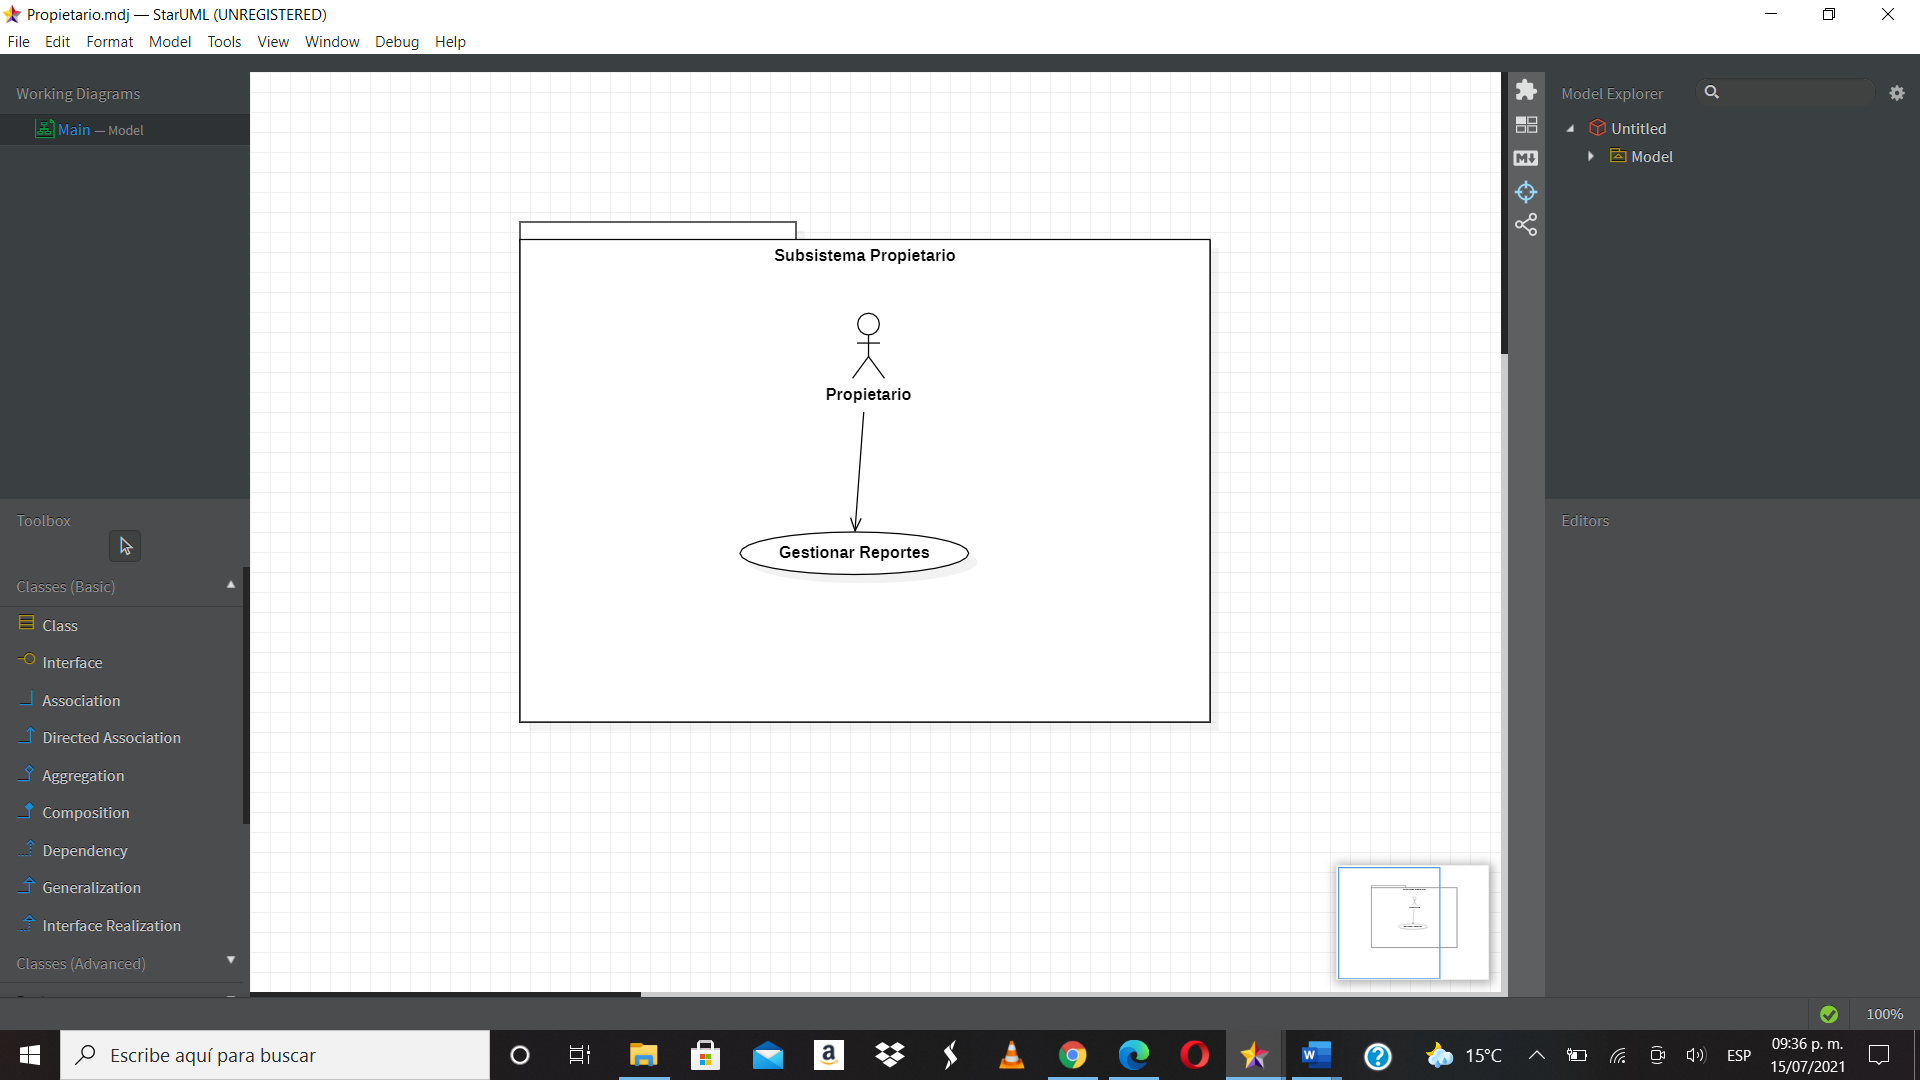 Propietario.mdj — StarUML (UNREGISTERED)
File Edit Format Model Tools View Window Debug Help
Working Diagrams
Main — Model
Toolbox
Classes (Basic)
Class
Interface
Association
Directed Association
Aggregation
Composition
Dependency
Generalization
Interface Realization
Classes (Advanced)
Subsistema Propietario
Propietario
Gestionar Reportes
M
Model Explorer
Untitled
Model
Editors
100%
Escribe aquí para buscar
a
W
?
15°C
ESP
09:36 p. m.
15/07/2021